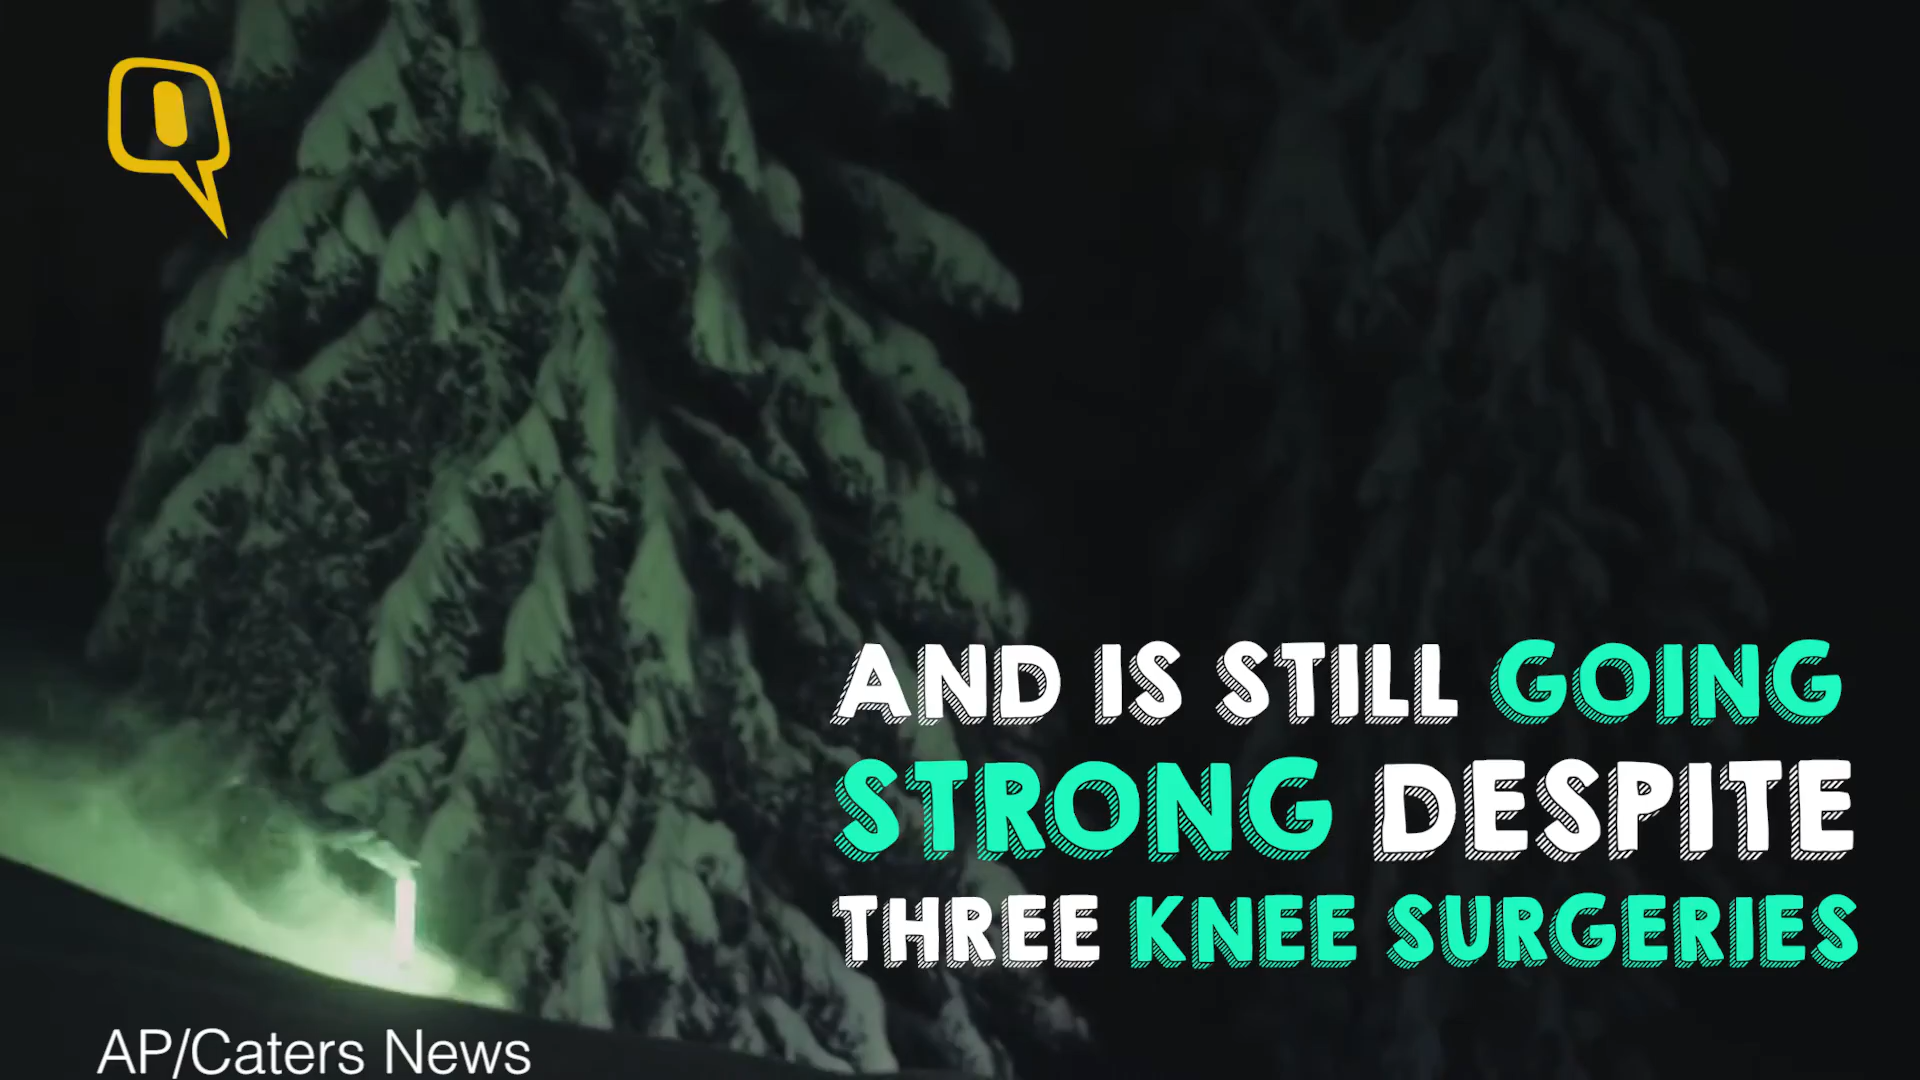 AND IS STILL GOING
STRONG DESPITE
THREE KNEE SURGERIES
AP/Caters News